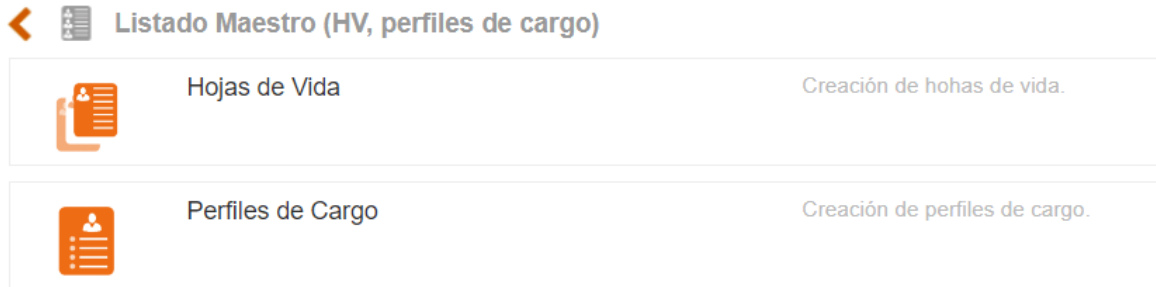 Listado Maestro (HV, perfiles de cargo)
Hojas de Vida
Creación de hohas de vida.
Perfiles de Cargo
Creación de perfiles de cargo.